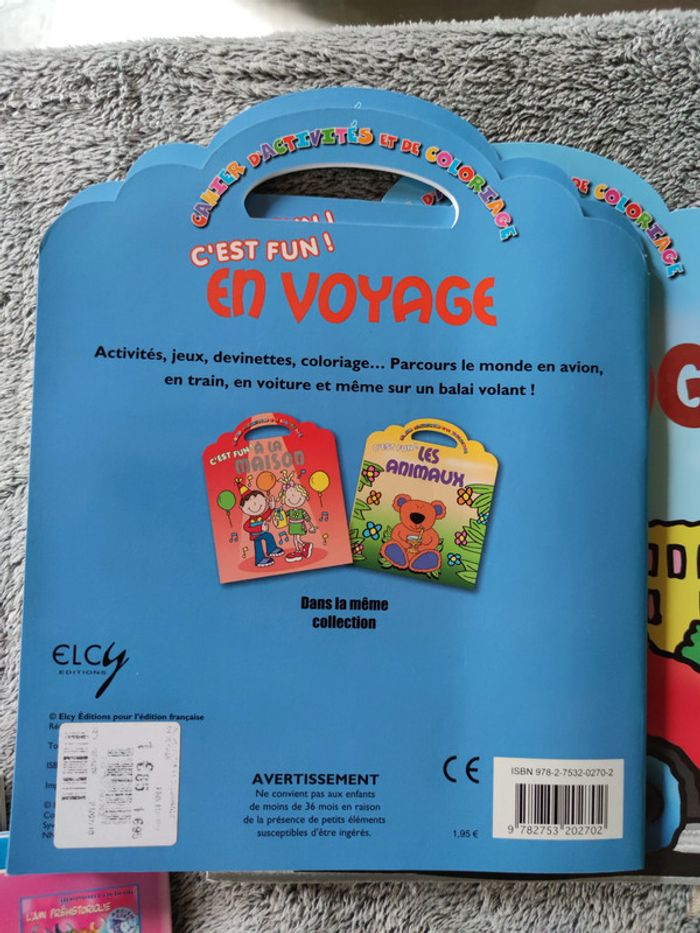 CAHIER D'ACTIVITÉS ET DE COLORIAGE
DE COLORIAGE
C'EST FUN !
EN VOYAGE
G
Activités, jeux, devinettes, coloriage... Parcours le monde en avion,
en train, en voiture et même sur un balai volant !
C'EST FUN !
À LA
MAISON
C'EST FUN !
LES
ANIMAUX
Dans la même
collection
ELCY
EDITIONS
© Elcy Éditions pour l'édition française
AVERTISSEMENT
Ne convient pas aux enfants
de moins de 36 mois en raison
de la présence de petits éléments
susceptibles d'être ingérés.
CE
1,95 €
ISBN 978-2-7532-0270-2
9 782753 202702
L'AMI PRÉHISTORIQUE